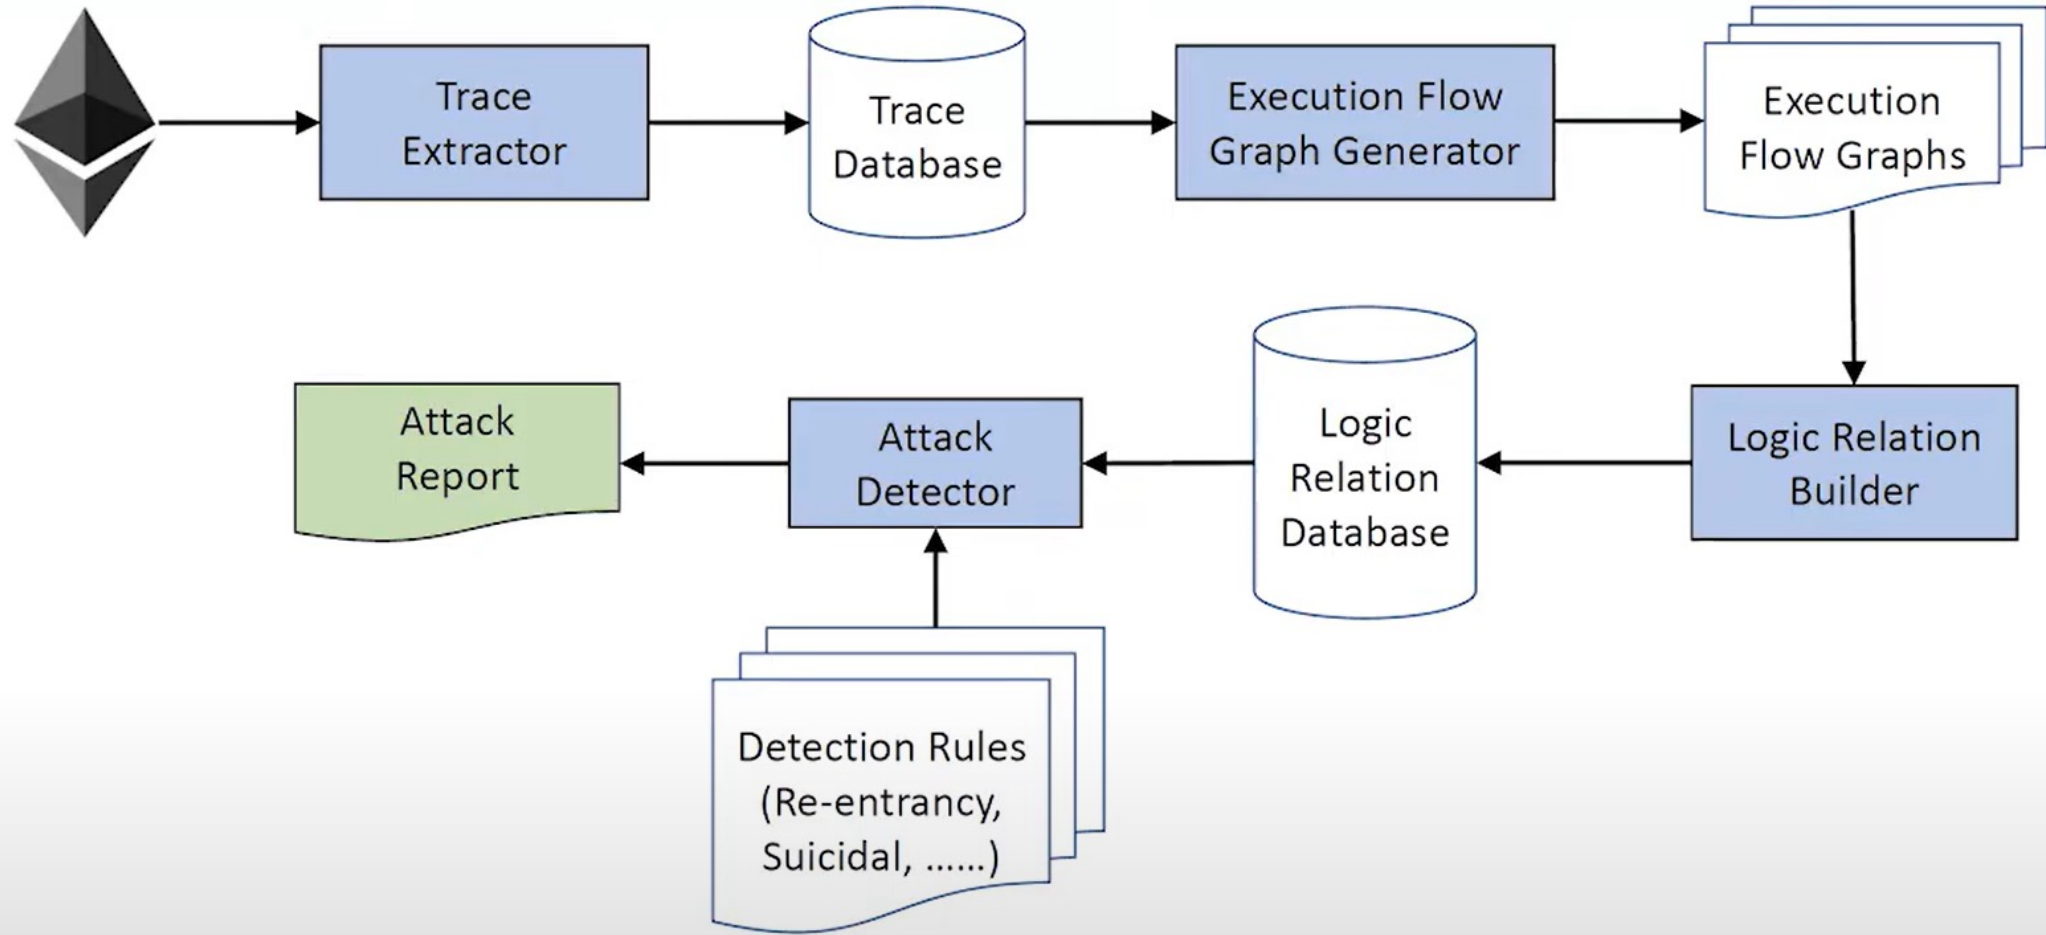 Trace
Extractor
Trace
Database
Execution Flow
Graph Generator
Execution
Flow Graphs
Logic Relation
Builder
Logic
Relation
Database
Attack
Detector
Attack
Report
Detection Rules
(Re-entrancy,
Suicidal, ......)